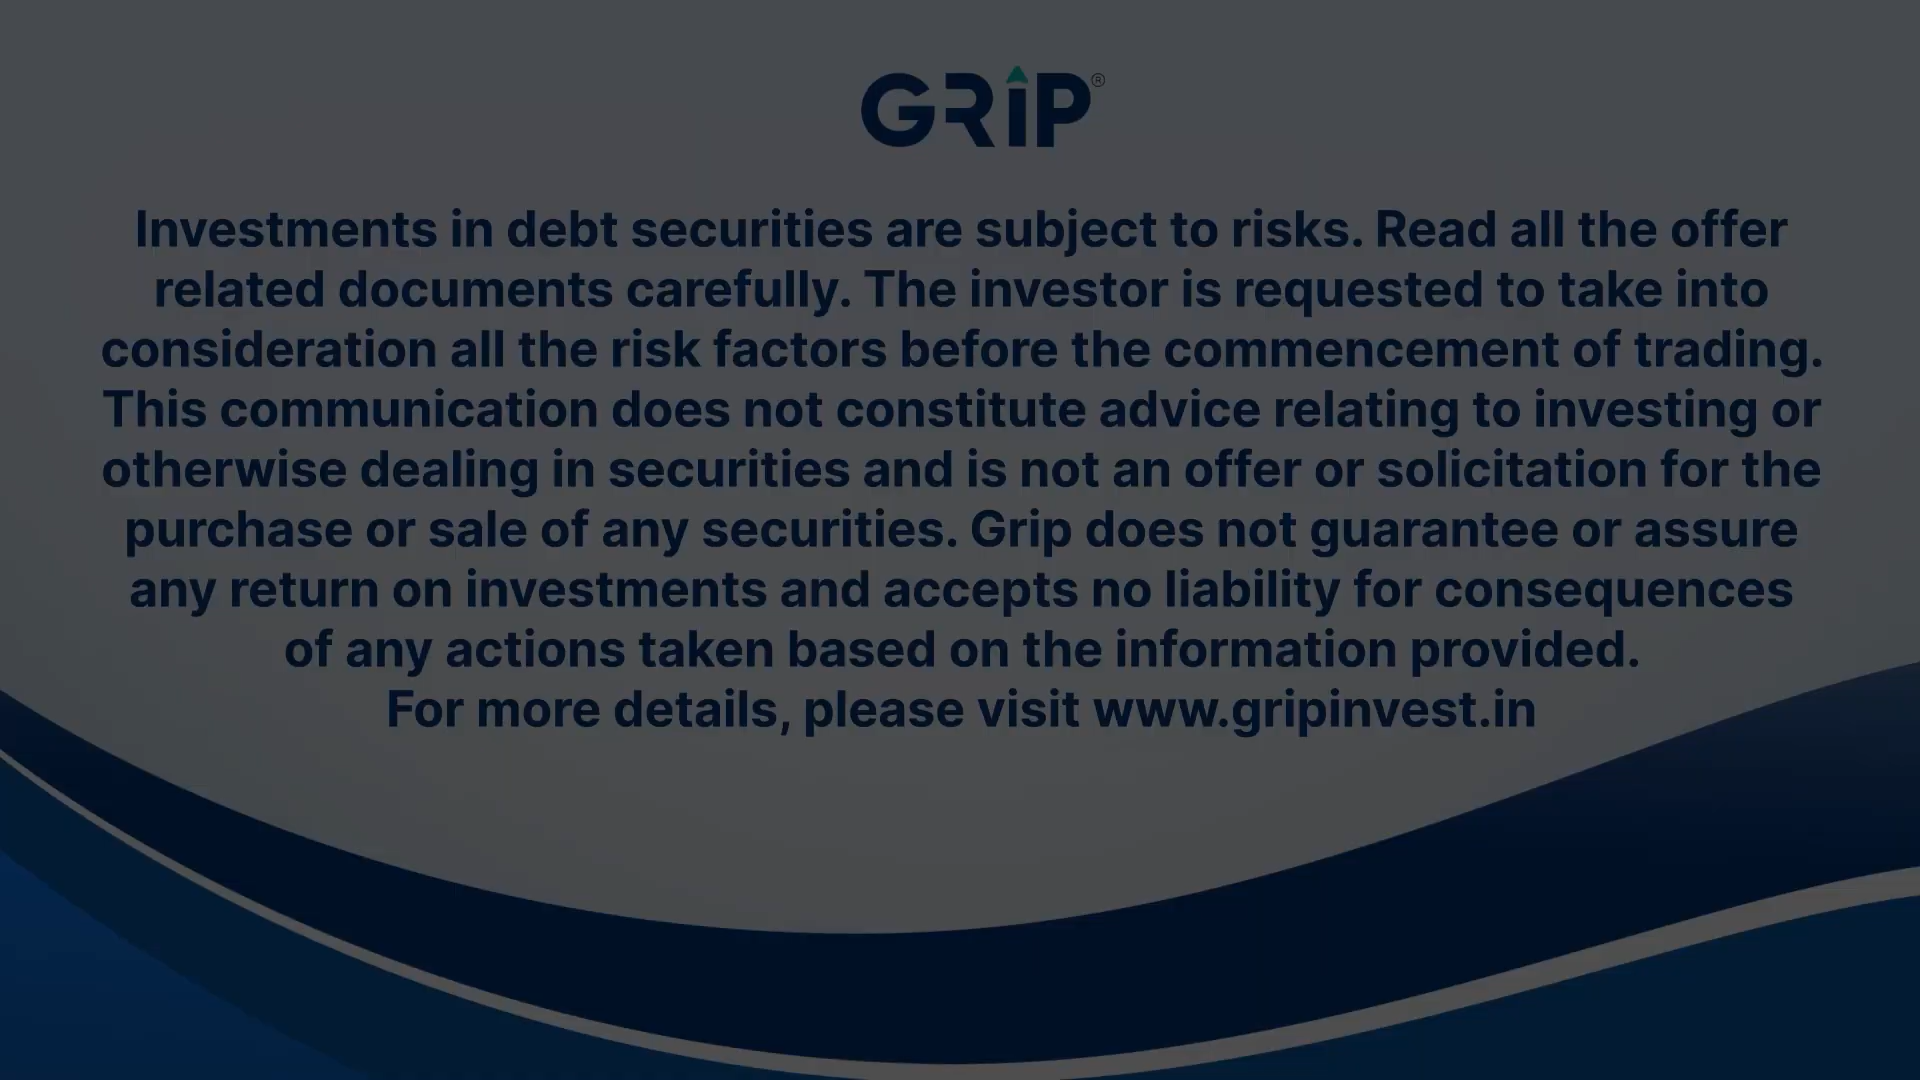 GRIP®
Investments in debt securities are subject to risks. Read all the offer
related documents carefully. The investor is requested to take into
consideration all the risk factors before the commencement of trading.
This communication does not constitute advice relating to investing or
otherwise dealing in securities and is not an offer or solicitation for the
purchase or sale of any securities. Grip does not guarantee or assure
any return on investments and accepts no liability for consequences
of any actions taken based on the information provided.
For more details, please visit www.gripinvest.in